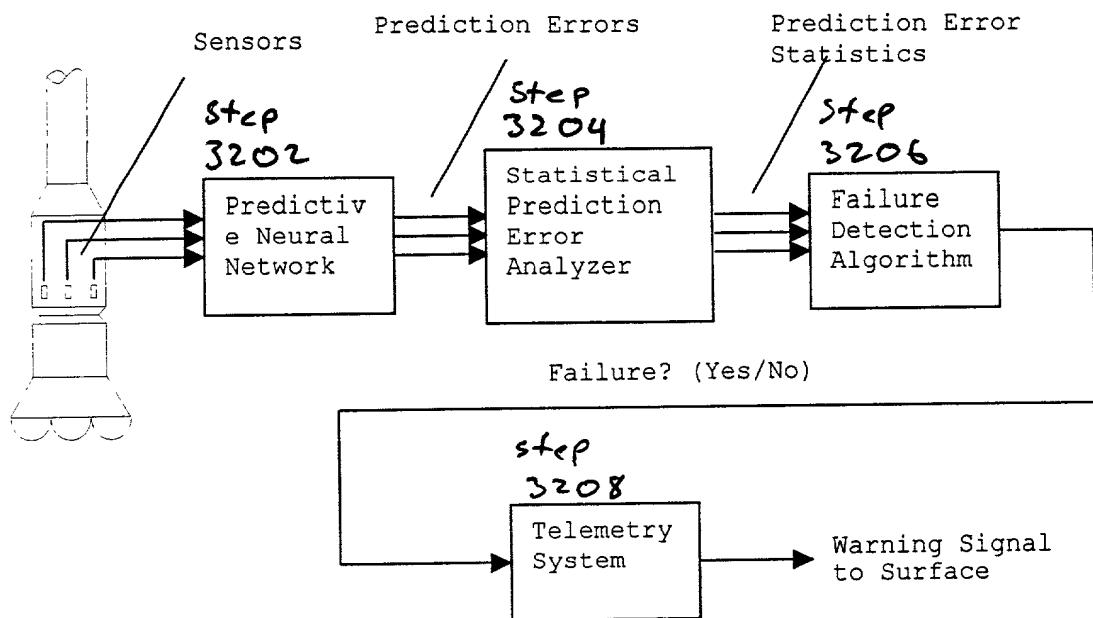 Sensors
Prediction Errors
Prediction Error
Statistics
Step
3202
Step
3204
Step
3206
Predictiv
e Neural
Network
Statistical
Prediction
Error
Analyzer
Failure
Detection
Algorithm
Failure? (Yes/No)
step
3208
Telemetry
System
Warning Signal
to Surface